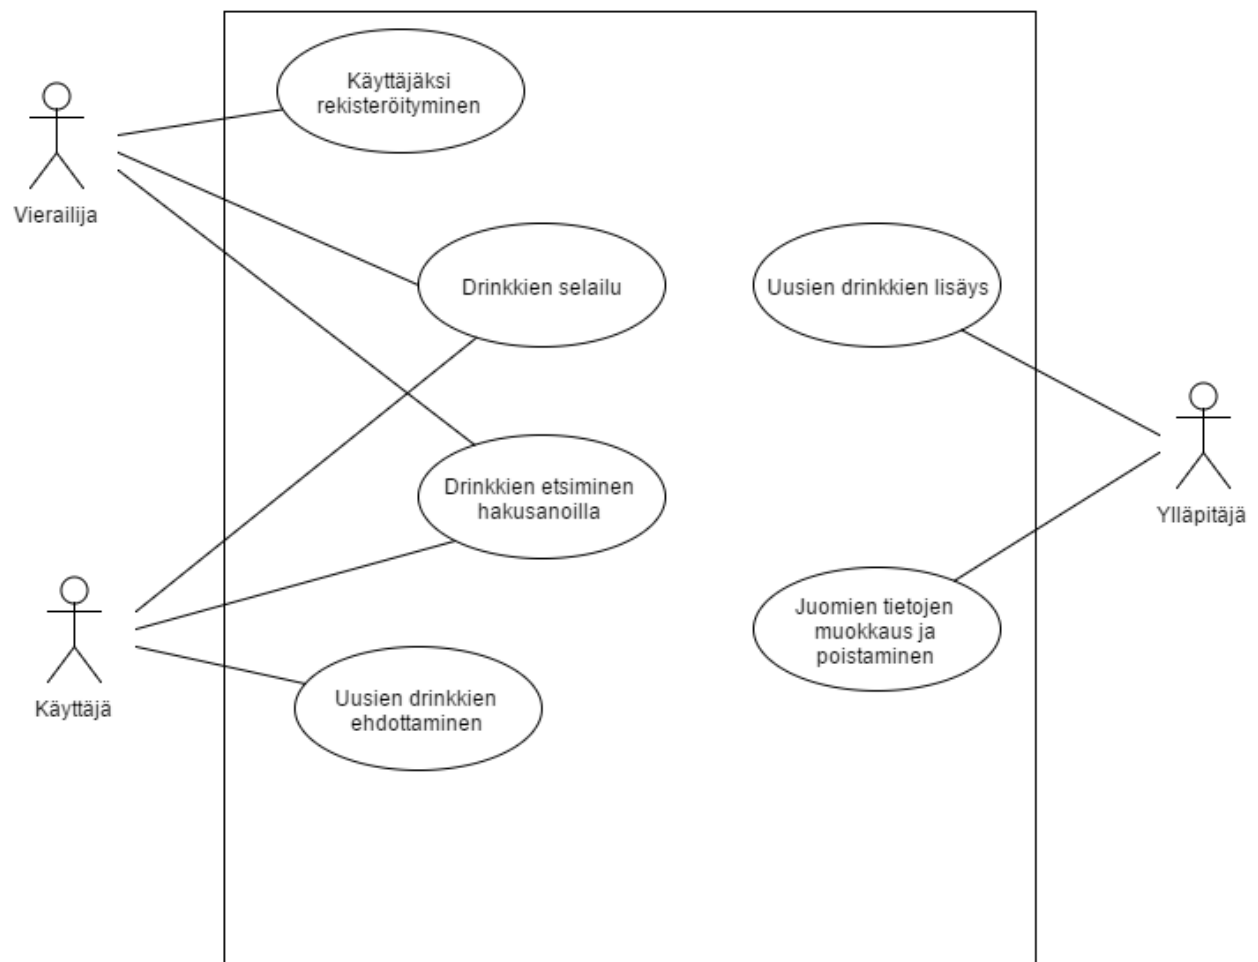 Käyttäjäksi
rekisteröityminen
Vierailija
Drinkkien selailu
Uusien drinkkien lisäys
Drinkkien etsiminen
hakusanoilla
Ylläpitäjä
Juomien tietojen
muokkaus ja
poistaminen
Käyttäjä
Uusien drinkkien
ehdottaminen